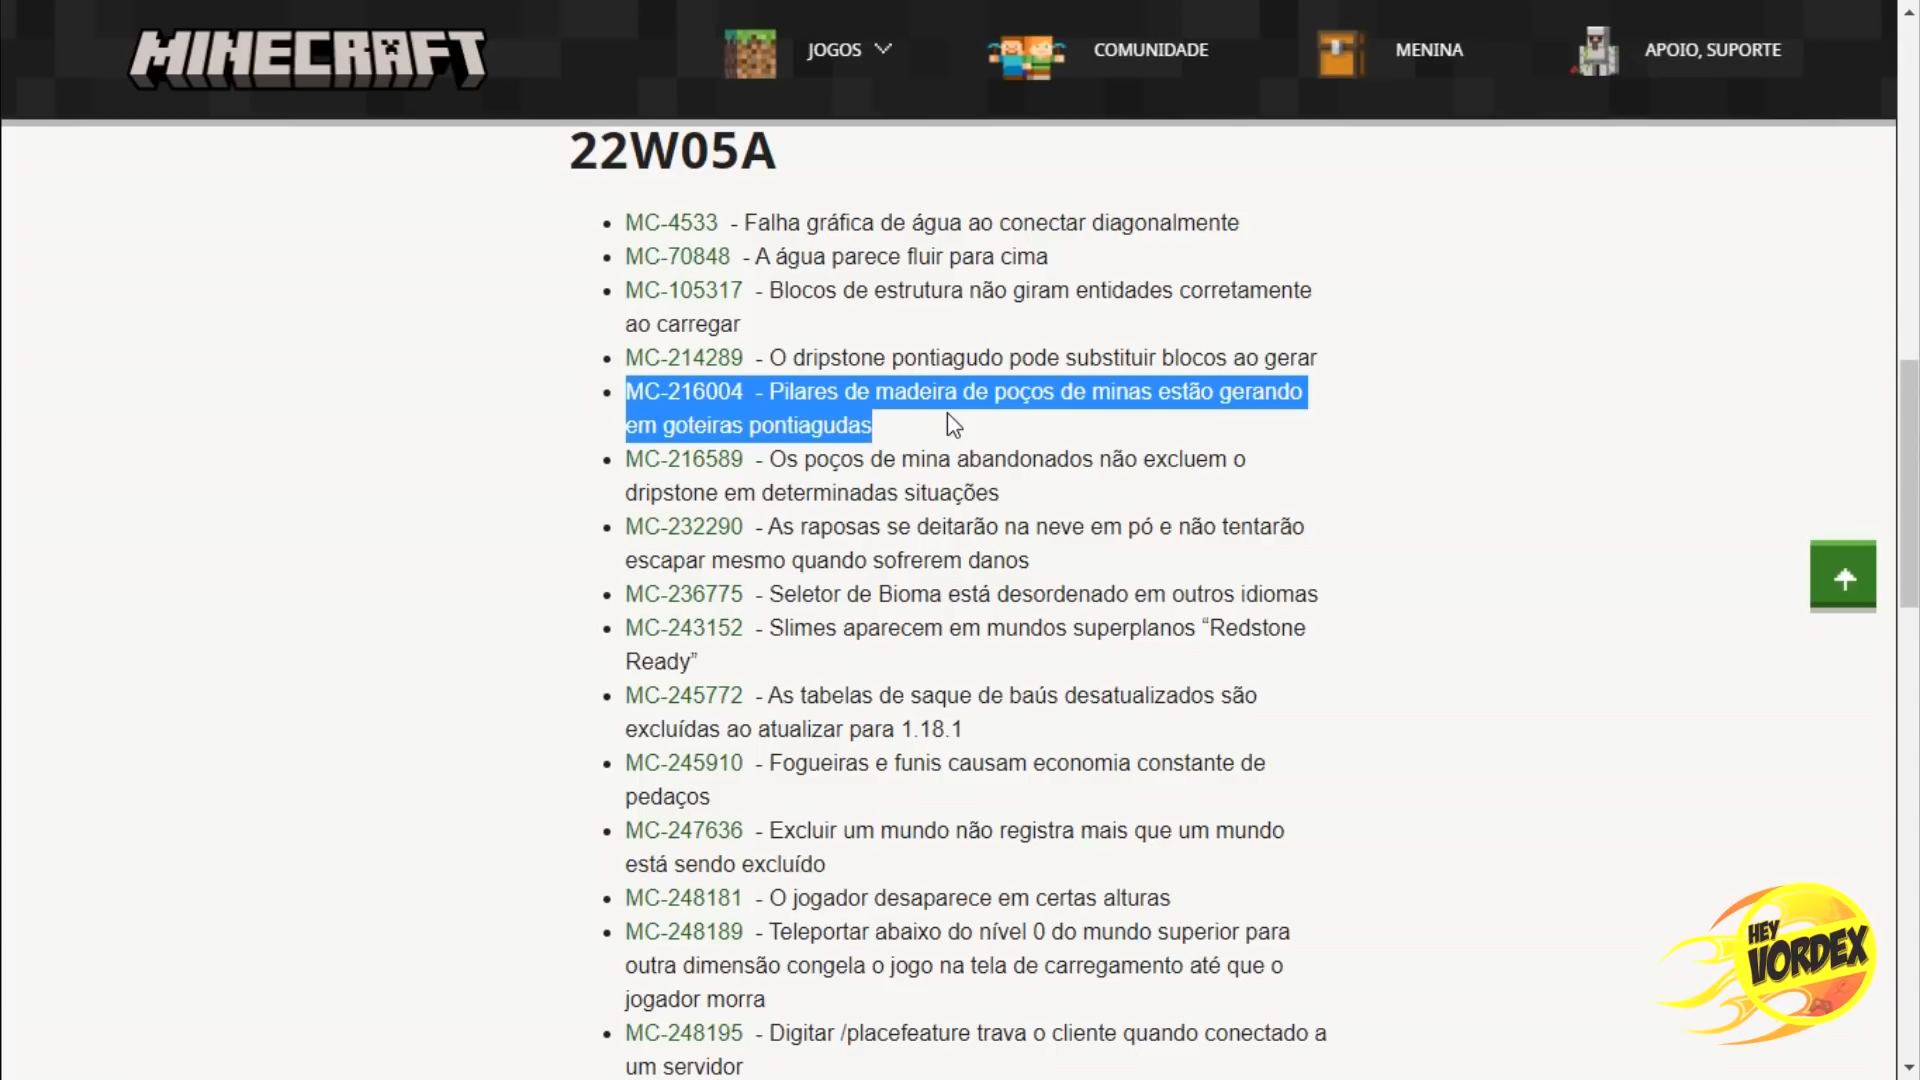 MINECRAFT
JOGOS
COMUNIDADE
MENINA
APOIO, SUPORTE
22W05A
MC-4533 - Falha gráfica de água ao conectar diagonalmente
MC-70848 - A água parece fluir para cima
MC-105317 - Blocos de estrutura não giram entidades corretamente
ao carregar
MC-214289 - O dripstone pontiagudo pode substituir blocos ao gerar
MC-216004 - Pilares de madeira de poços de minas estão gerando
em goteiras pontiagudas
MC-216589 - Os poços de mina abandonados não excluem o
dripstone em determinadas situações
MC-232290 - As raposas se deitarão na neve em pó e não tentarão
escapar mesmo quando sofrerem danos
MC-236775 - Seletor de Bioma está desordenado em outros idiomas
MC-243152 - Slimes aparecem em mundos superplanos “Redstone
Ready”
MC-245772 - As tabelas de saque de baús desatualizados são
excluídas ao atualizar para 1.18.1
MC-245910 - Fogueiras e funis causam economia constante de
pedaços
MC-247636 - Excluir um mundo não registra mais que um mundo
está sendo excluído
MC-248181 - O jogador desaparece em certas alturas
MC-248189 - Teleportar abaixo do nível 0 do mundo superior para
outra dimensão congela o jogo na tela de carregamento até que o
jogador morra
MC-248195 - Digitar /placefeature trava o cliente quando conectado a
um servidor
HEY
VORDEX